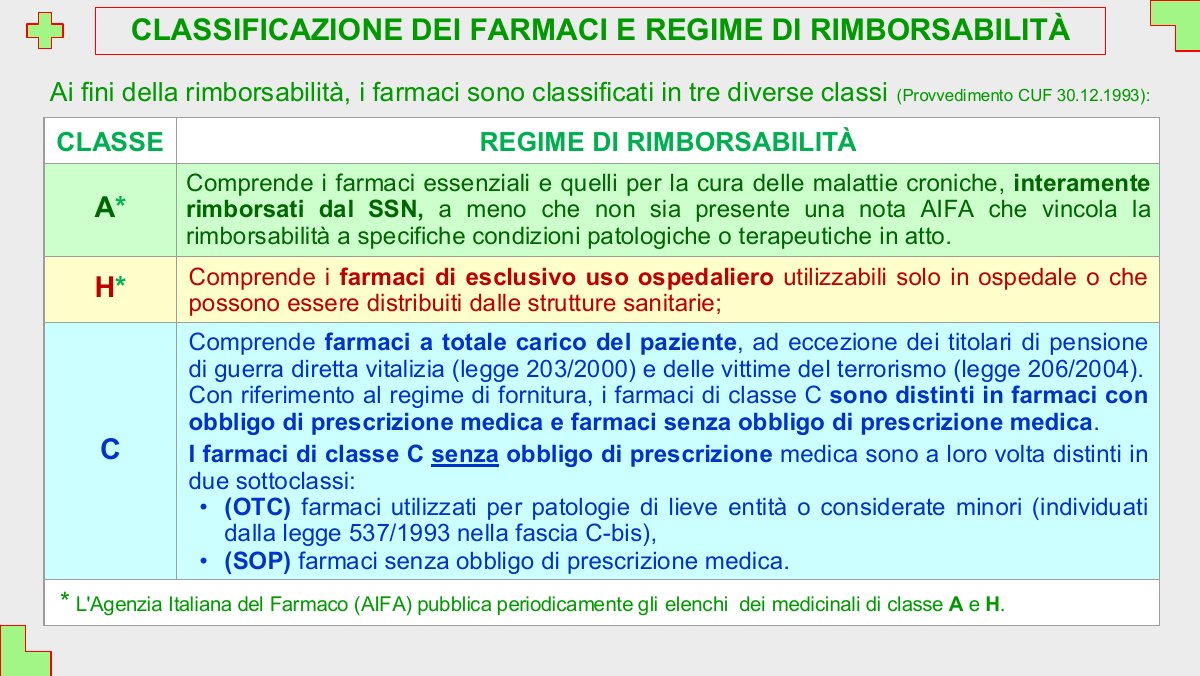 CLASSIFICAZIONE DEI FARMACI E REGIME DI RIMBORSABILITÀ
Ai fini della rimborsabilità, i farmaci sono classificati in tre diverse classi (Provvedimento CUF 30.12.1993):
CLASSE REGIME DI RIMBORSABILITÀ
A*
Comprende i farmaci essenziali e quelli per la cura delle malattie croniche, interamente
rimborsati dal SSN, a meno che non sia presente una nota AIFA che vincola la
rimborsabilità a specifiche condizioni patologiche o terapeutiche in atto.
H*
Comprende i farmaci di esclusivo uso ospedaliero utilizzabili solo in ospedale o che
possono essere distribuiti dalle strutture sanitarie;
C
Comprende farmaci a totale carico del paziente, ad eccezione dei titolari di pensione
di guerra diretta vitalizia (legge 203/2000) e delle vittime del terrorismo (legge 206/2004).
Con riferimento al regime di fornitura, i farmaci di classe C sono distinti in farmaci con
obbligo di prescrizione medica e farmaci senza obbligo di prescrizione medica.
I farmaci di classe C senza obbligo di prescrizione medica sono a loro volta distinti in
due sottoclassi:
• (OTC) farmaci utilizzati per patologie di lieve entità o considerate minori (individuati
dalla legge 537/1993 nella fascia C-bis),
• (SOP) farmaci senza obbligo di prescrizione medica.
* L'Agenzia Italiana del Farmaco (AIFA) pubblica periodicamente gli elenchi dei medicinali di classe A e H.